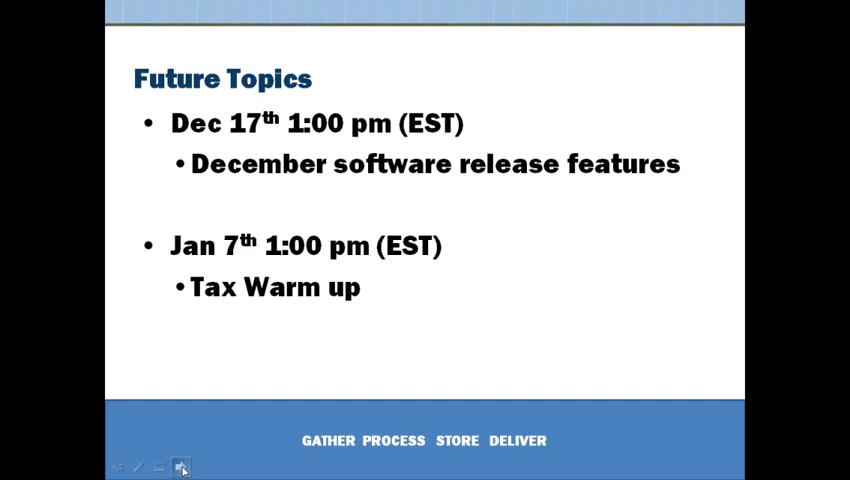 Future Topics
• Dec 17th 1:00 pm (EST)
• December software release features
• Jan 7th 1:00 pm (EST)
• Tax Warm up
GATHER PROCESS STORE DELIVER